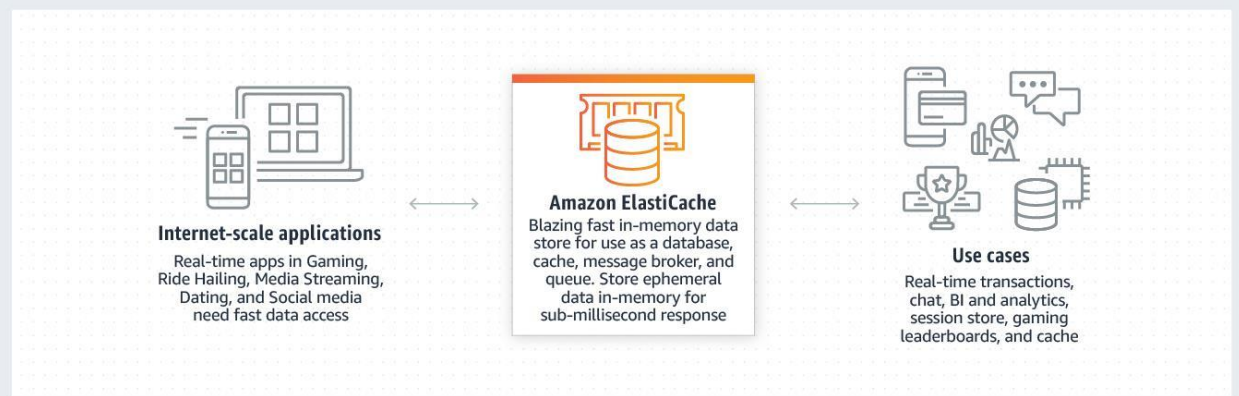 Internet-scale applications
Real-time apps in Gaming,
Ride Hailing, Media Streaming,
Dating, and Social media
need fast data access
Amazon ElastiCache
Blazing fast in-memory data
store for use as a database,
cache, message broker, and
queue. Store ephemeral
data in-memory for
sub-millisecond response
Use cases
Real-time transactions,
chat, BI and analytics,
session store, gaming
leaderboards, and cache